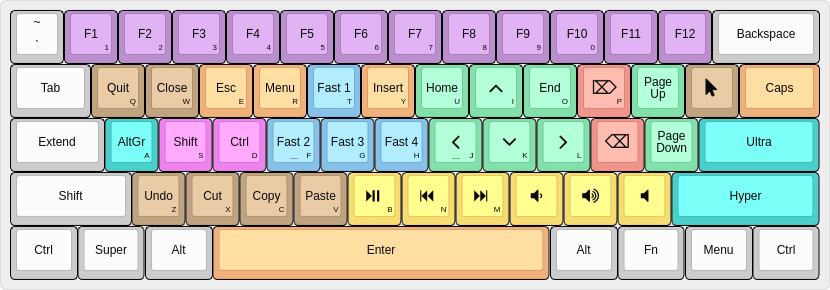 ~
` F1 1 F2 2 F3 3 F4 4 F5 5 F6 6 F7 7 F8 8 F9 9 F10 0 F11 F12 Backspace
Tab Quit Q Close W Esc E Menu R Fast 1 T Insert Y Home U I End O P Page Up Caps
Extend AltGr A Shift S Ctrl D Fast 2 _ F Fast 3 G Fast 4 H _ J K L Page Down Ultra
Shift Undo Z Cut X Copy C Paste V B N M Hyper
Ctrl Super Alt Enter Alt Fn Menu Ctrl